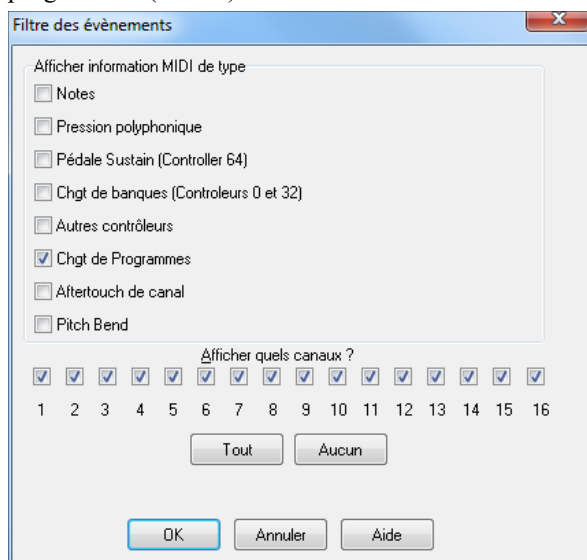 Filtre des évènements
Afficher information MIDI de type
Notes
Pression polyphonique
Pédale Sustain (Controller 64)
Chgt de banques (Controleurs 0 et 32)
Autres contrôleurs
Chgt de Programmes
Aftertouch de canal
Pitch Bend
Afficher quels canaux ?
1 2 3 4 5 6 7 8 9 10 11 12 13 14 15 16
Tout Aucun
OK Annuler Aide